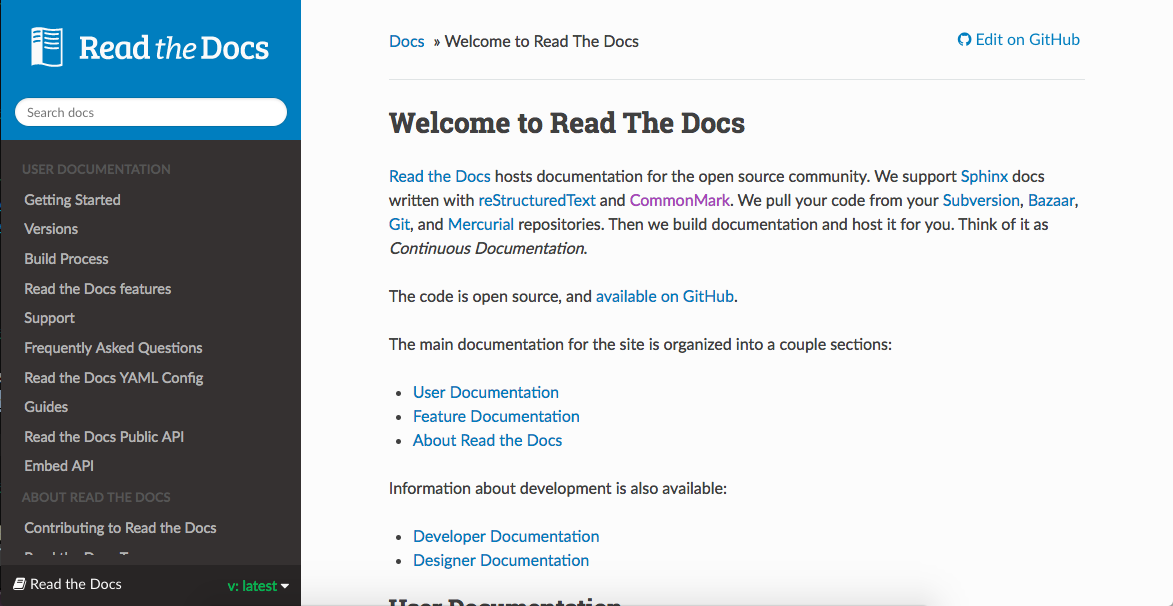 Read the Docs
Search docs
USER DOCUMENTATION
Getting Started
Versions
Build Process
Read the Docs features
Support
Frequently Asked Questions
Read the Docs YAML Config
Guides
Read the Docs Public API
Embed API
ABOUT READ THE DOCS
Contributing to Read the Docs
Read the Docs
Read the Docs
v: latest
Docs » Welcome to Read The Docs
Edit on GitHub
Welcome to Read The Docs
Read the Docs hosts documentation for the open source community. We support Sphinx docs
written with reStructuredText and CommonMark. We pull your code from your Subversion, Bazaar,
Git, and Mercurial repositories. Then we build documentation and host it for you. Think of it as
Continuous Documentation.
The code is open source, and available on GitHub.
The main documentation for the site is organized into a couple sections:
• User Documentation
• Feature Documentation
• About Read the Docs
Information about development is also available:
• Developer Documentation
• Designer Documentation
User Documentation